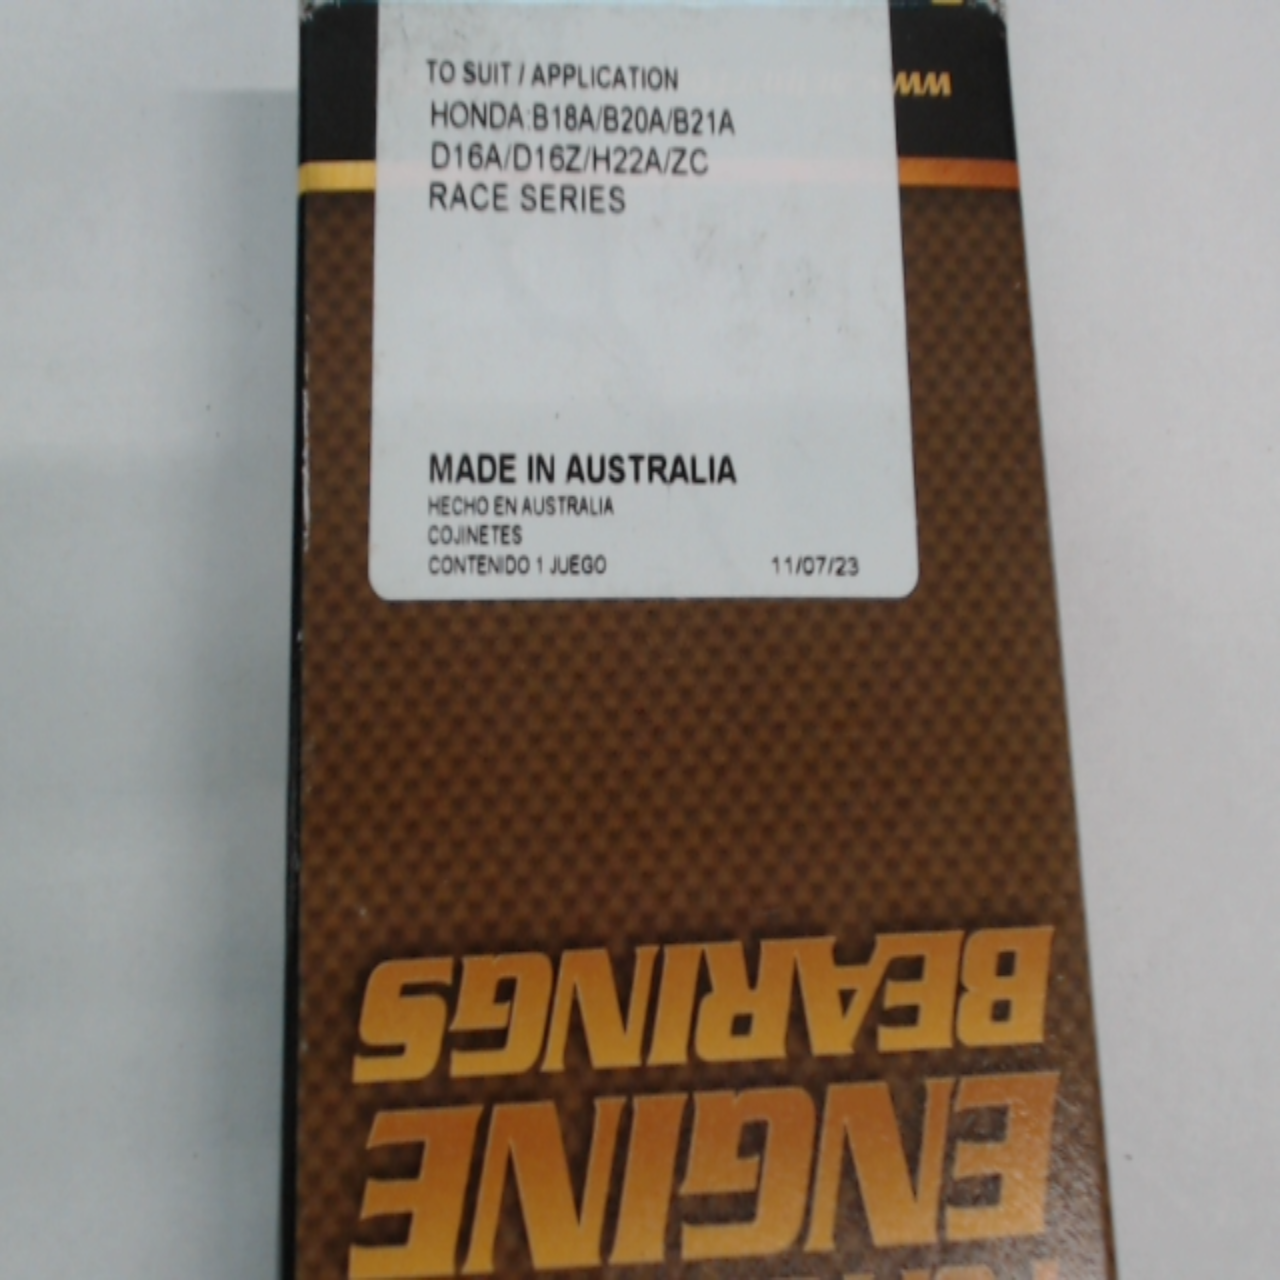 TO SUIT / APPLICATION
HONDA:B18A/B20A/B21A
D16A/D16Z/H22A/ZC
RACE SERIES
MADE IN AUSTRALIA
HECHO EN AUSTRALIA
COJINETES
CONTENIDO 1 JUEGO 11/07/23
ENGINE
BEARINGS